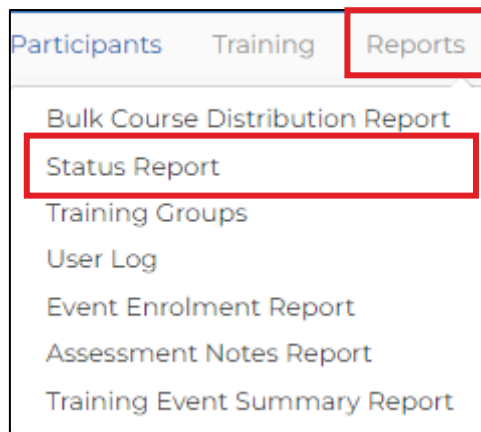 Participants Training Reports
Bulk Course Distribution Report
Status Report
Training Groups
User Log
Event Enrolment Report
Assessment Notes Report
Training Event Summary Report